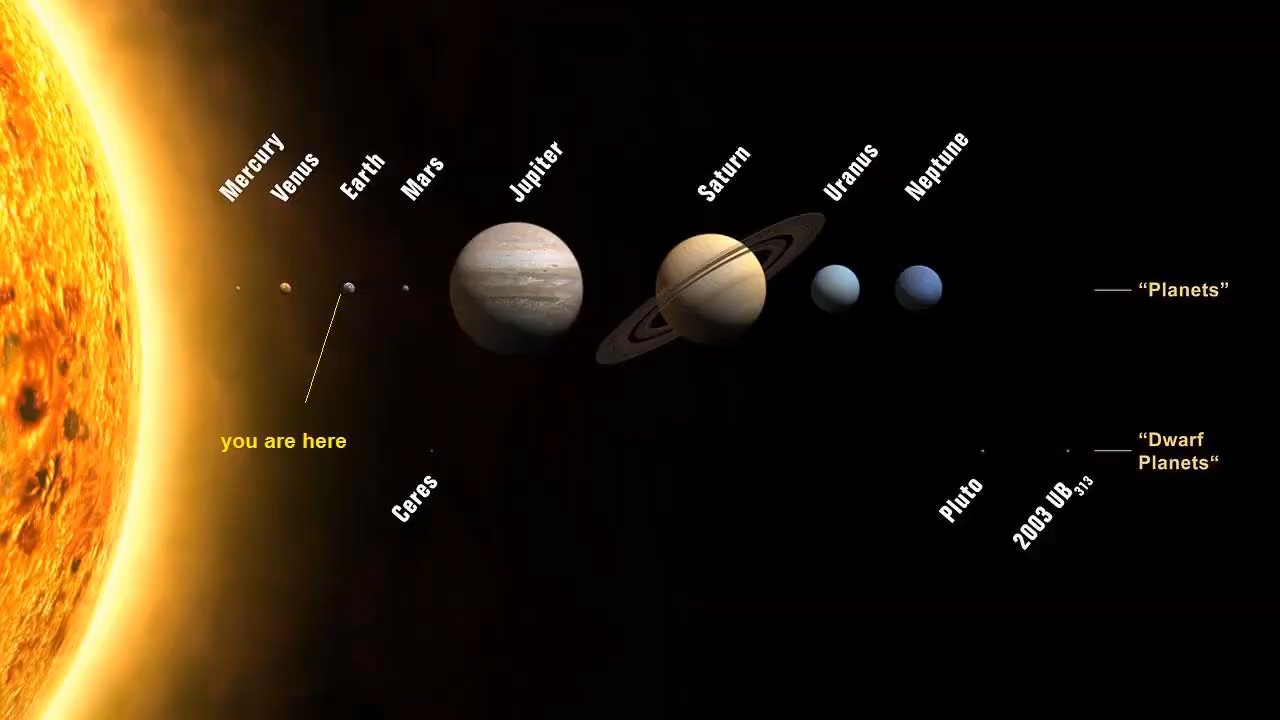 Mercury
Venus
Earth
Mars
Jupiter
Saturn
Uranus
Neptune
“Planets”
you are here
“Dwarf
Planets“
Ceres
Pluto
2003 UB313